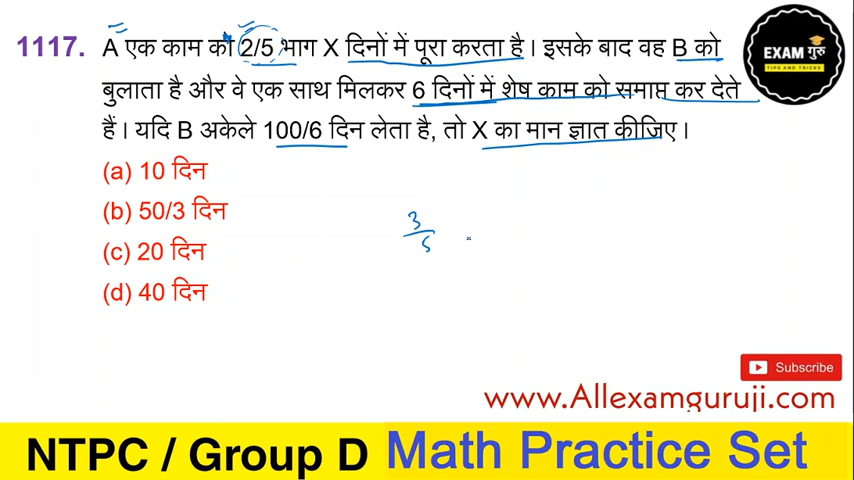 1117. A एक काम को 2/5 भाग X दिनों में पूरा करता है। इसके बाद वह B को
बुलाता है और वे एक साथ मिलकर 6 दिनों में शेष काम को समाप्त कर देते
हैं। यदि B अकेले 100/6 दिन लेता है, तो X का मान ज्ञात कीजिए।
(a) 10 दिन
(b) 50/3 दिन
(c) 20 दिन
(d) 40 दिन
3
5
EXAM गुरु
TIPS AND TRICKS
Subscribe
www.Allexamguruji.com
NTPC / Group D Math Practice Set